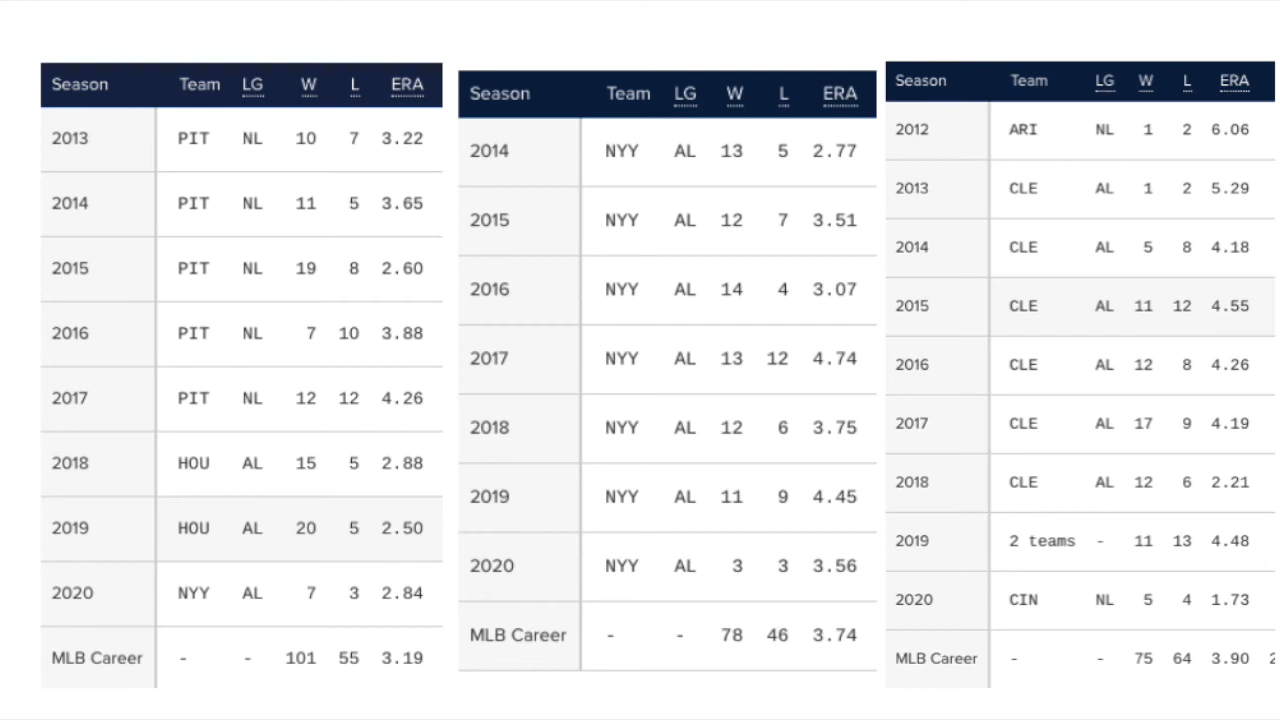 Season Team LG W L ERA
2013 PIT NL 10 7 3.22
2014 PIT NL 11 5 3.65
2015 PIT NL 19 8 2.60
2016 PIT NL 7 10 3.88
2017 PIT NL 12 12 4.26
2018 HOU AL 15 5 2.88
2019 HOU AL 20 5 2.50
2020 NYY AL 7 3 2.84
MLB Career - - 101 55 3.19
Season Team LG W L ERA
2014 NYY AL 13 5 2.77
2015 NYY AL 12 7 3.51
2016 NYY AL 14 4 3.07
2017 NYY AL 13 12 4.74
2018 NYY AL 12 6 3.75
2019 NYY AL 11 9 4.45
2020 NYY AL 3 3 3.56
MLB Career - - 78 46 3.74
Season Team LG W L ERA
2012 ARI NL 1 2 6.06
2013 CLE AL 1 2 5.29
2014 CLE AL 5 8 4.18
2015 CLE AL 11 12 4.55
2016 CLE AL 12 8 4.26
2017 CLE AL 17 9 4.19
2018 CLE AL 12 6 2.21
2019 2 teams - 11 13 4.48
2020 CIN NL 5 4 1.73
MLB Career - - 75 64 3.90